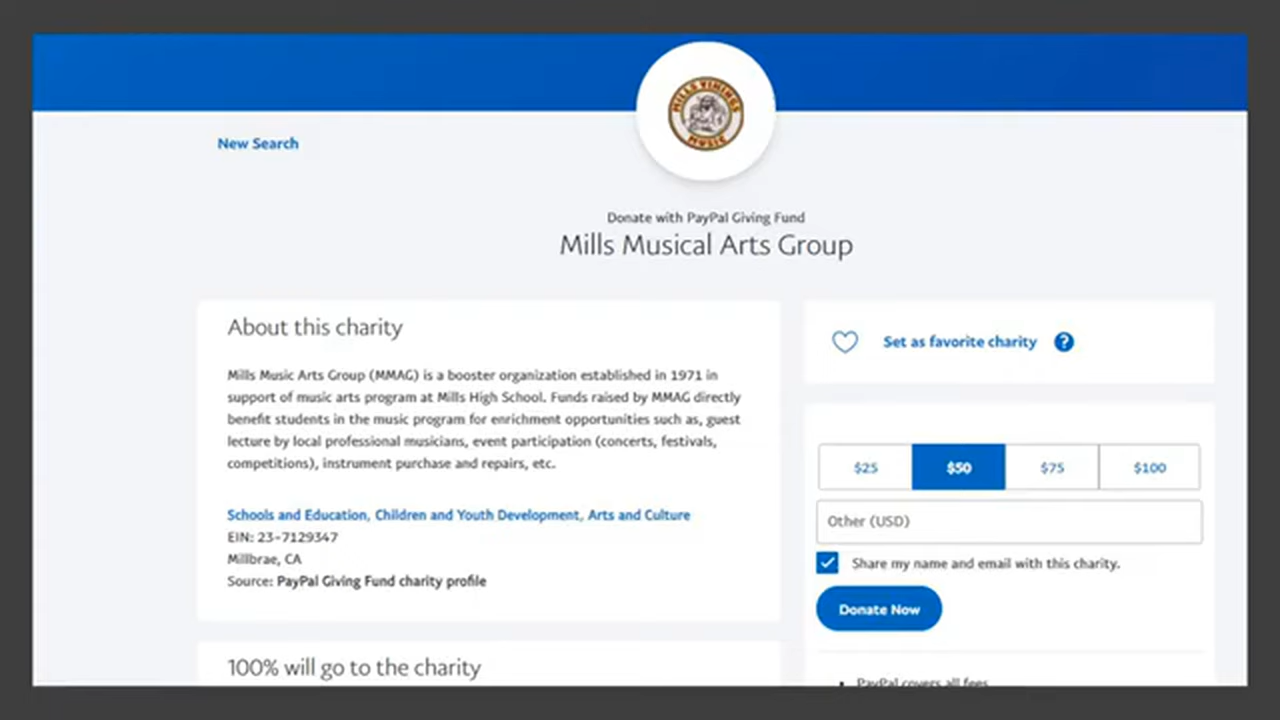 MILLS VIKINGS
MUSIC
New Search
Donate with PayPal Giving Fund
Mills Musical Arts Group
About this charity
Mills Music Arts Group (MMAG) is a booster organization established in 1971 in
support of music arts program at Mills High School. Funds raised by MMAG directly
benefit students in the music program for enrichment opportunities such as, guest
lecture by local professional musicians, event participation (concerts, festivals,
competitions), instrument purchase and repairs, etc.
Schools and Education, Children and Youth Development, Arts and Culture
EIN: 23-7129347
Millbrae, CA
Source: PayPal Giving Fund charity profile
100% will go to the charity
Set as favorite charity ?
$25 $50 $75 $100
Other (USD)
Share my name and email with this charity.
Donate Now
• PayPal covers all fees